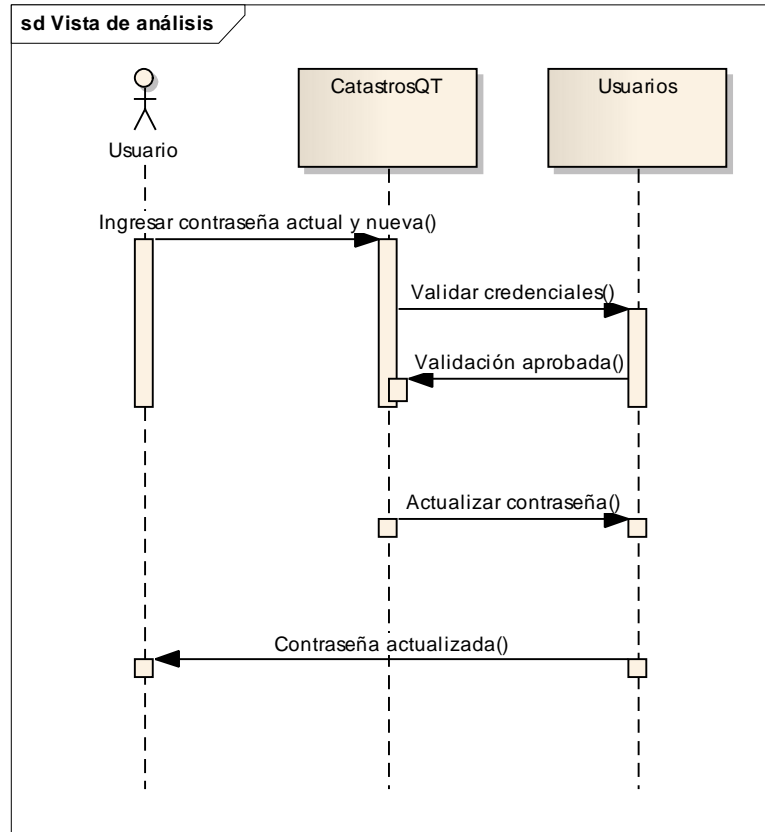 sd Vista de análisis
CatastrosQT
Usuarios
Usuario
Ingresar contraseña actual y nueva()
Validar credenciales()
Validación aprobada()
Actualizar contraseña()
Contraseña actualizada()